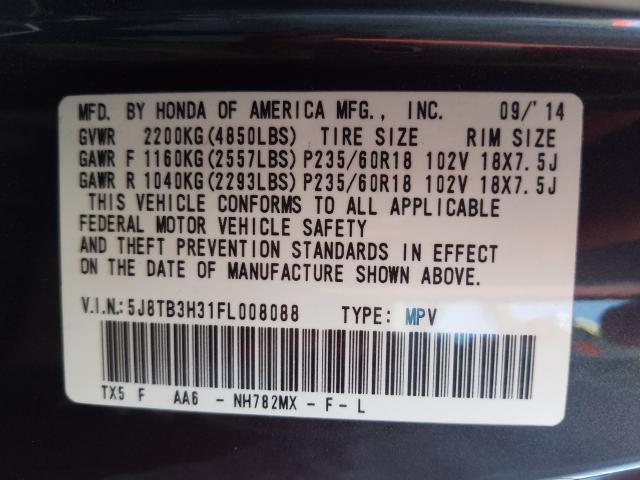 MFD. BY HONDA OF AMERICA MFG., INC. 09/'14
GVWR 2200KG(4850LBS) TIRE SIZE RIM SIZE
GAWR F 1160KG(2557LBS) P235/60R18 102V 18X7.5J
GAWR R 1040KG(2293LBS) P235/60R18 102V 18X7.5J
THIS VEHICLE CONFORMS TO ALL APPLICABLE
FEDERAL MOTOR VEHICLE SAFETY
AND THEFT PREVENTION STANDARDS IN EFFECT
ON THE DATE OF MANUFACTURE SHOWN ABOVE.
V.I.N.: 5J8TB3H31FL008088 TYPE: MPV
TX5 F AA6 - NH782MX - F - L